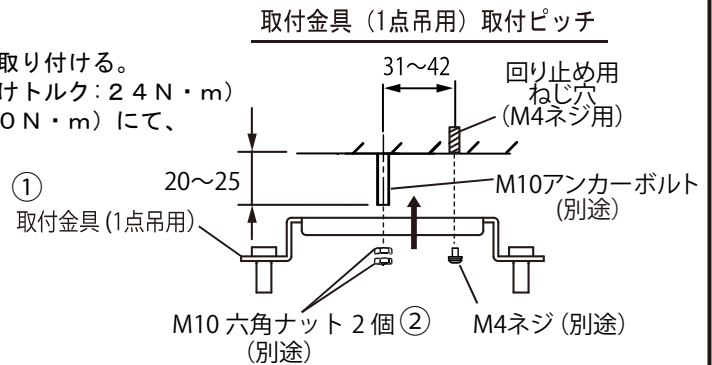 取付金具（1点吊用）取付ピッチ
取り付ける。
けトルク：２４Ｎ・ｍ）
０Ｎ・ｍ）にて、
31～42
回り止め用
ねじ穴
（M4ネジ用）
①
20～25
M10アンカーボルト
（別途）
取付金具（1点吊用）
M10 六角ナット 2 個②
（別途）
M4ネジ（別途）